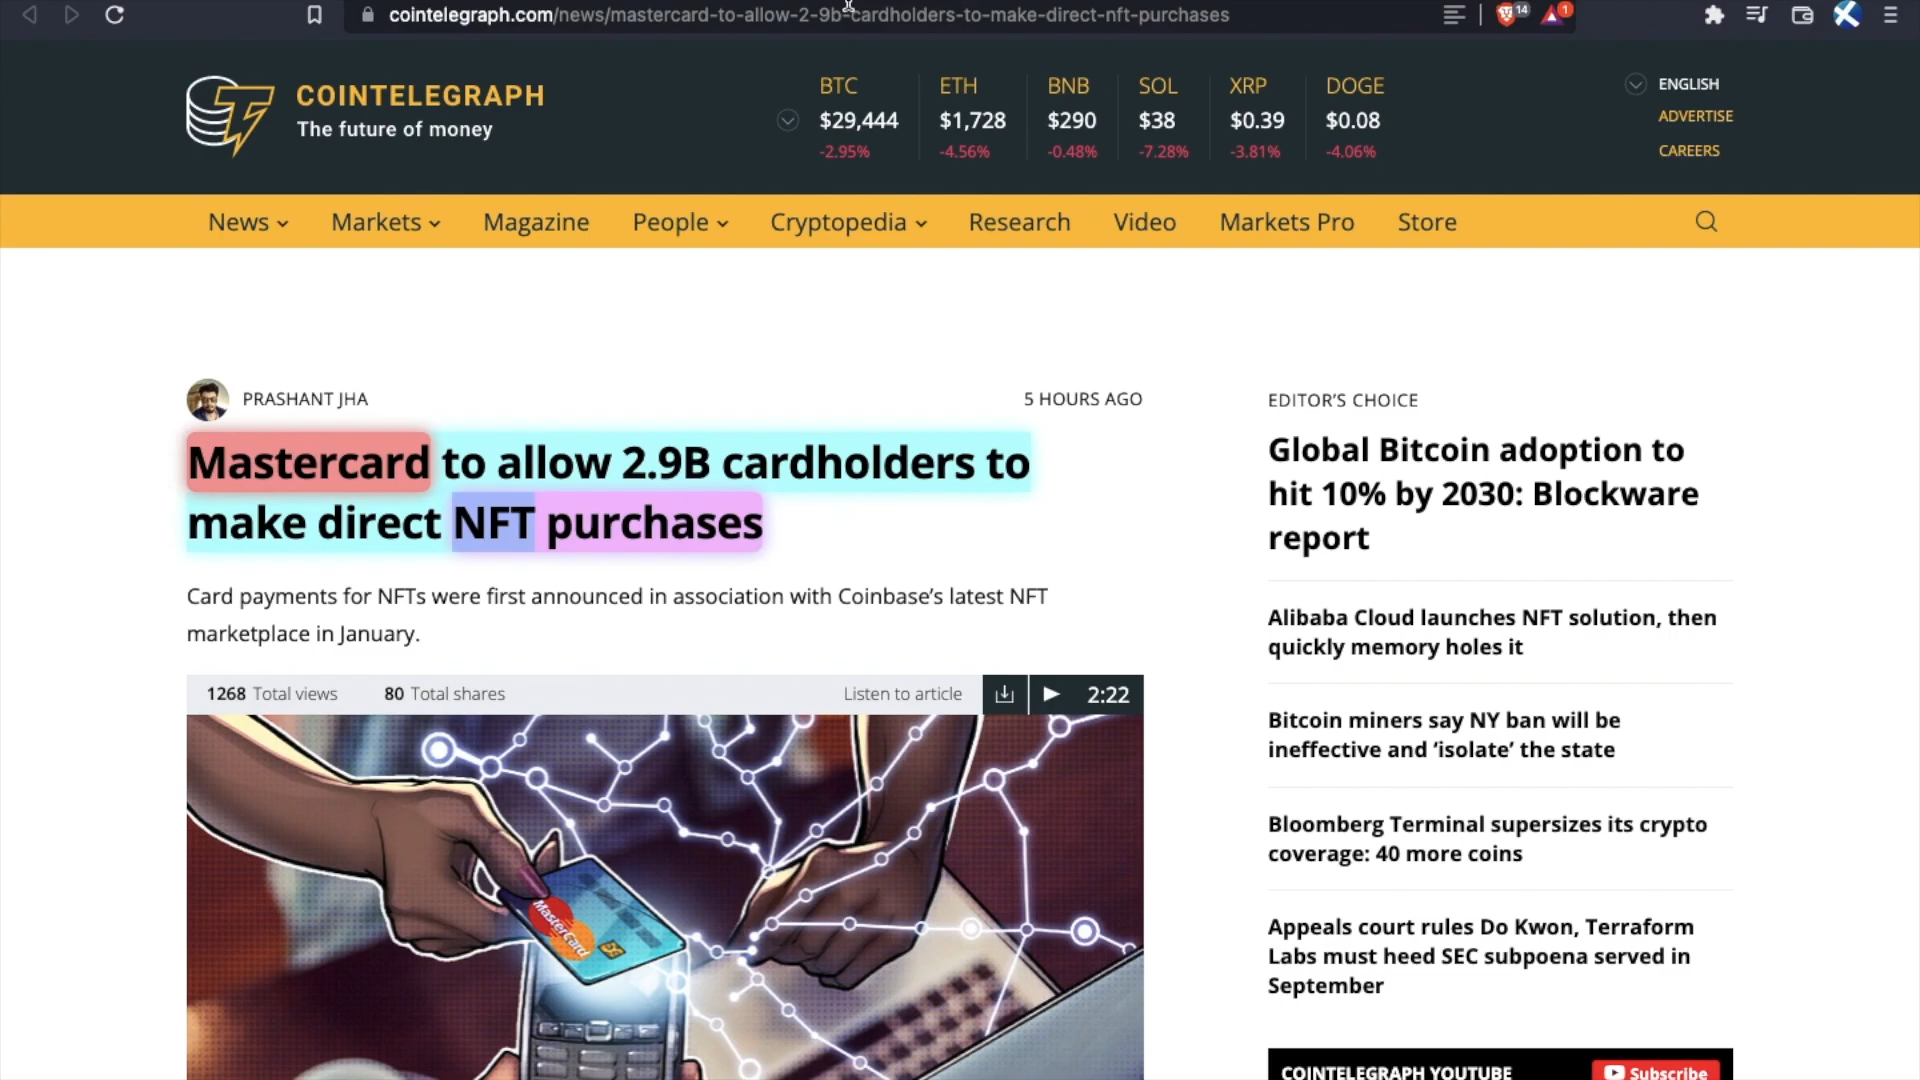 cointelegraph.com/news/mastercard-to-allow-2-9b-cardholders-to-make-direct-nft-purchases
14
1
COINTELEGRAPH
The future of money
BTC ETH BNB SOL XRP DOGE
$29,444 $1,728 $290 $38 $0.39 $0.08
-2.95% -4.56% -0.48% -7.28% -3.81% -4.06%
ENGLISH
ADVERTISE
CAREERS
News Markets Magazine People Cryptopedia Research Video Markets Pro Store
PRASHANT JHA
5 HOURS AGO
Mastercard to allow 2.9B cardholders to
make direct NFT purchases
Card payments for NFTs were first announced in association with Coinbase’s latest NFT
marketplace in January.
1268 Total views 80 Total shares Listen to article 2:22
MasterCard
EDITOR’S CHOICE
Global Bitcoin adoption to
hit 10% by 2030: Blockware
report
Alibaba Cloud launches NFT solution, then
quickly memory holes it
Bitcoin miners say NY ban will be
ineffective and ‘isolate’ the state
Bloomberg Terminal supersizes its crypto
coverage: 40 more coins
Appeals court rules Do Kwon, Terraform
Labs must heed SEC subpoena served in
September
COINTELEGRAPH YOUTUBE Subscribe